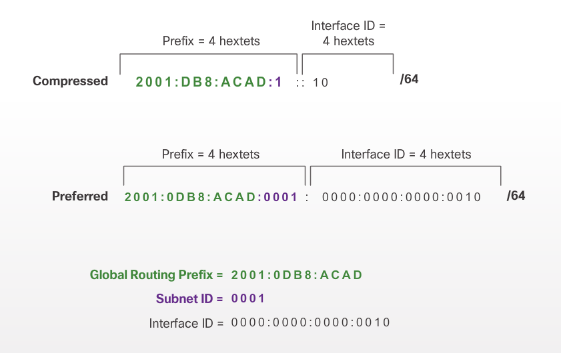 Interface ID =
Prefix = 4 hextets 4 hextets
Compressed 2001:DB8:ACAD:1 :: 10 /64
Prefix = 4 hextets Interface ID = 4 hextets
Preferred 2001:0DB8:ACAD:0001 : 0000:0000:0000:0010 /64
Global Routing Prefix = 2001:0DB8:ACAD
Subnet ID = 0001
Interface ID = 0000:0000:0000:0010